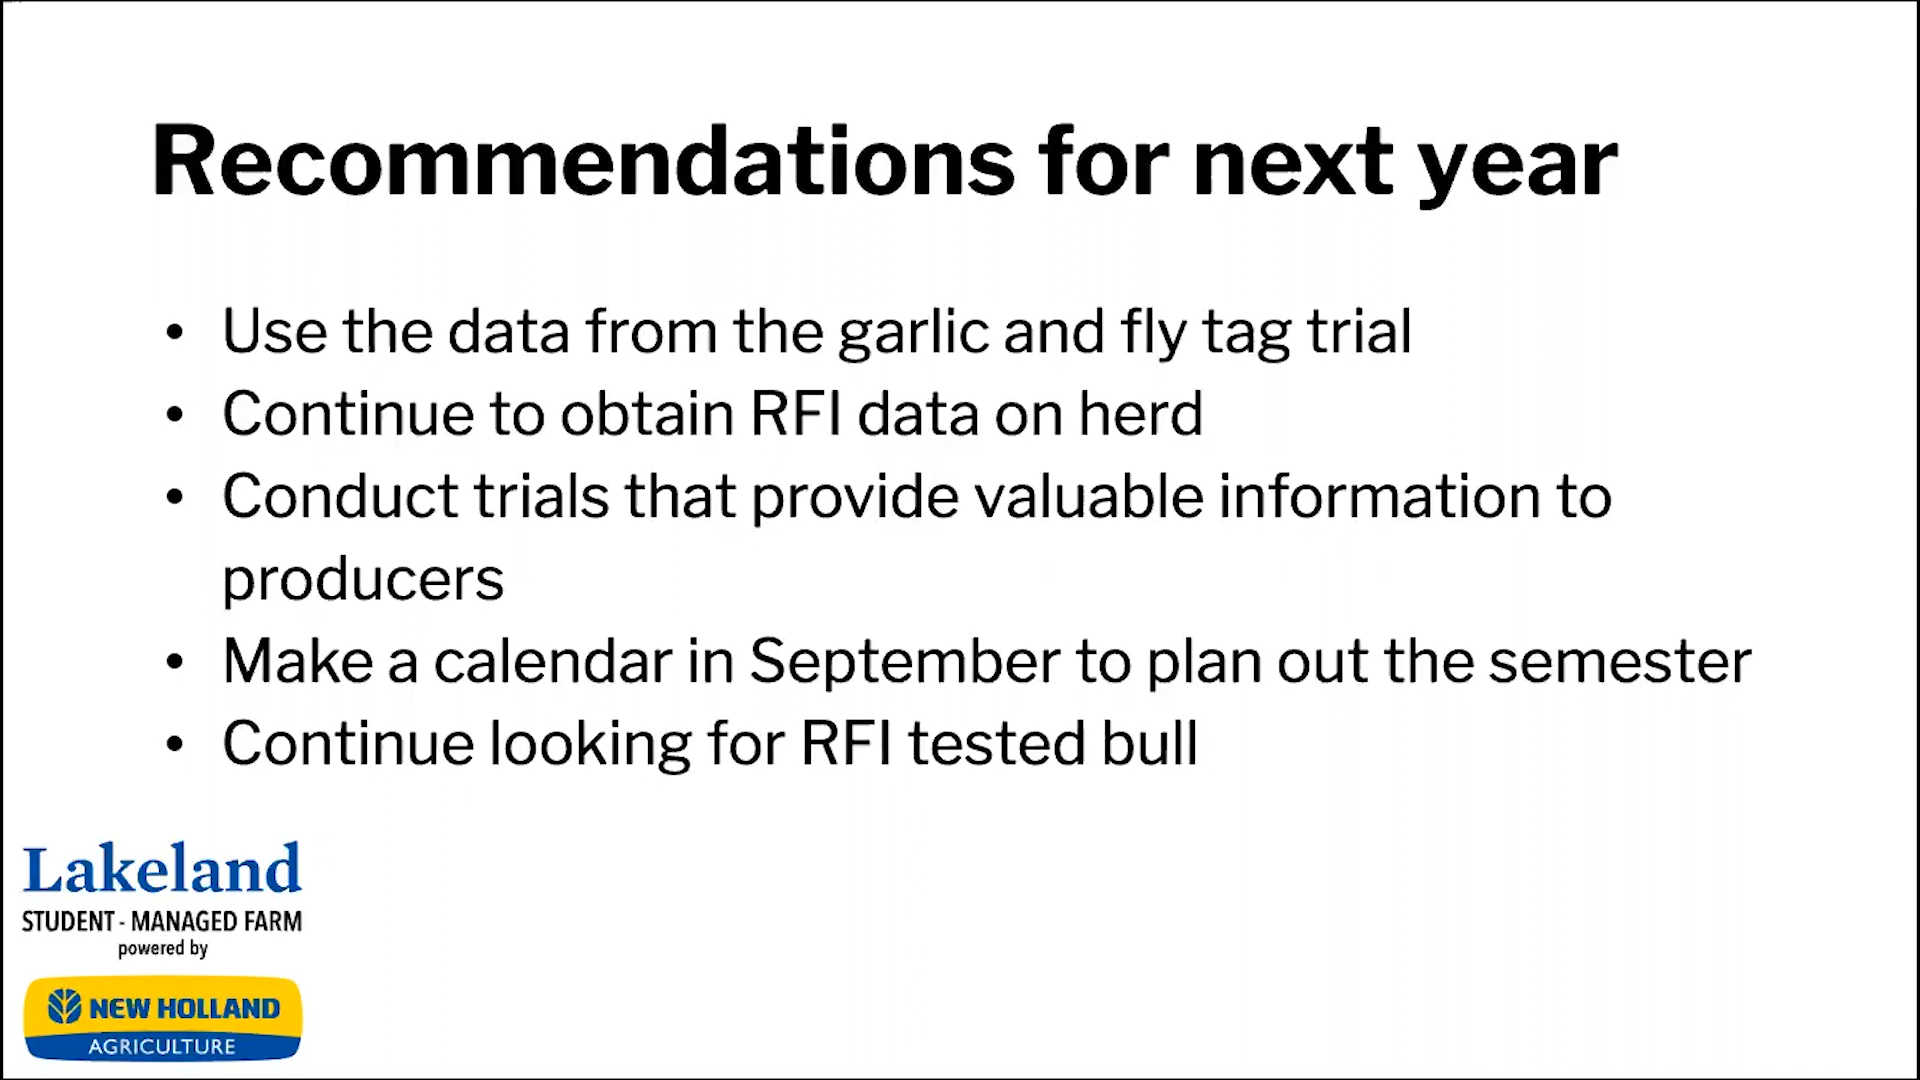 Recommendations for next year
• Use the data from the garlic and fly tag trial
• Continue to obtain RFI data on herd
• Conduct trials that provide valuable information to
producers
• Make a calendar in September to plan out the semester
• Continue looking for RFI tested bull
Lakeland
STUDENT - MANAGED FARM
powered by
NEW HOLLAND
AGRICULTURE